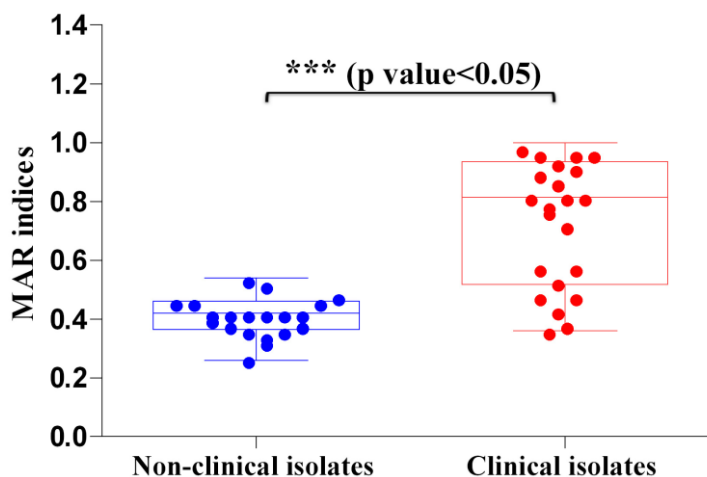 1.4
*** (p value<0.05)
1.2
1.0
0.8
0.6
0.4
0.2
0.0
MAR indices
Non-clinical isolates
Clinical isolates